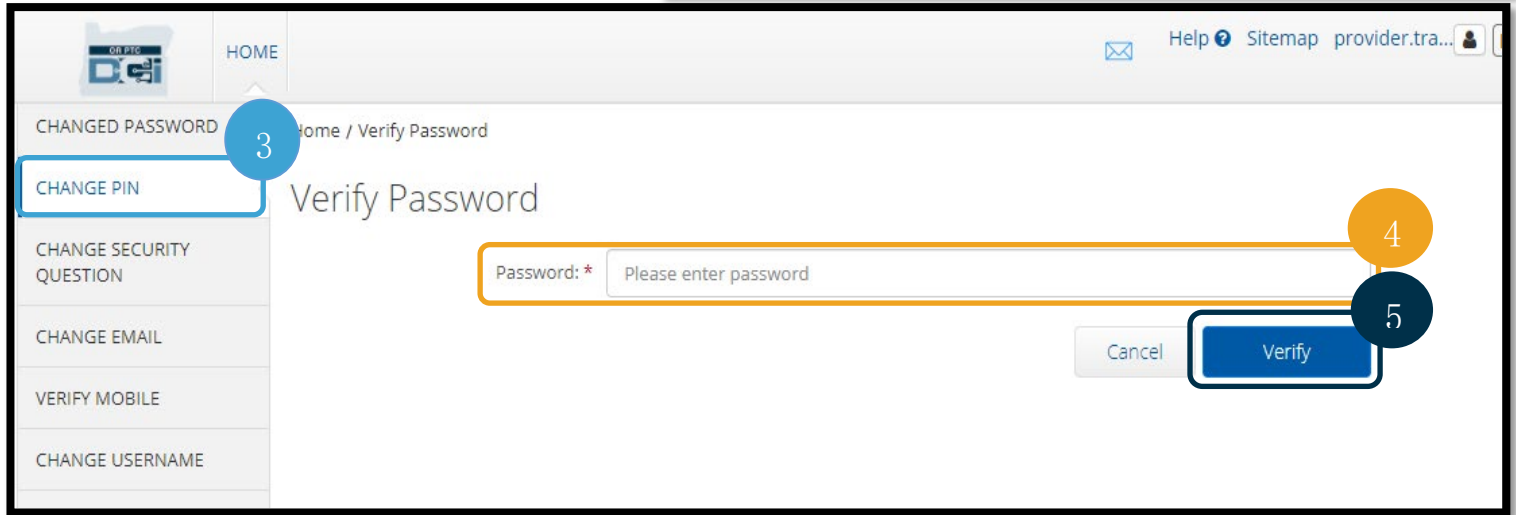 OR PTC
DCi
HOME
Help ? Sitemap provider.tra...
CHANGED PASSWORD
3
Home / Verify Password
CHANGE PIN
Verify Password
CHANGE SECURITY
QUESTION
4
Password: * Please enter password
5
CHANGE EMAIL
Cancel Verify
VERIFY MOBILE
CHANGE USERNAME